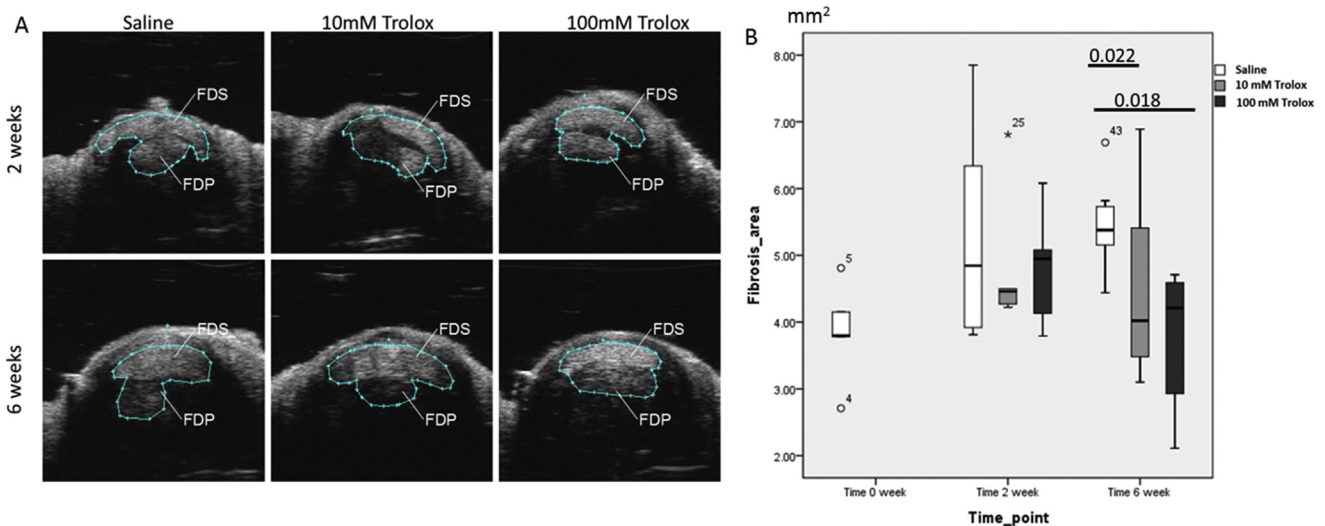 A
Saline
10mM Trolox
100mM Trolox
2 weeks
FDS
FDP
FDS
FDP
FDS
FDP
6 weeks
FDS
FDP
FDS
FDP
FDS
FDP
B
mm²
8.00
7.00
6.00
5.00
4.00
3.00
2.00
Fibrosis_area
0.022
0.018
5
4
25
*
43
Saline
10 mM Trolox
100 mM Trolox
Time 0 week
Time 2 week
Time 6 week
Time_point